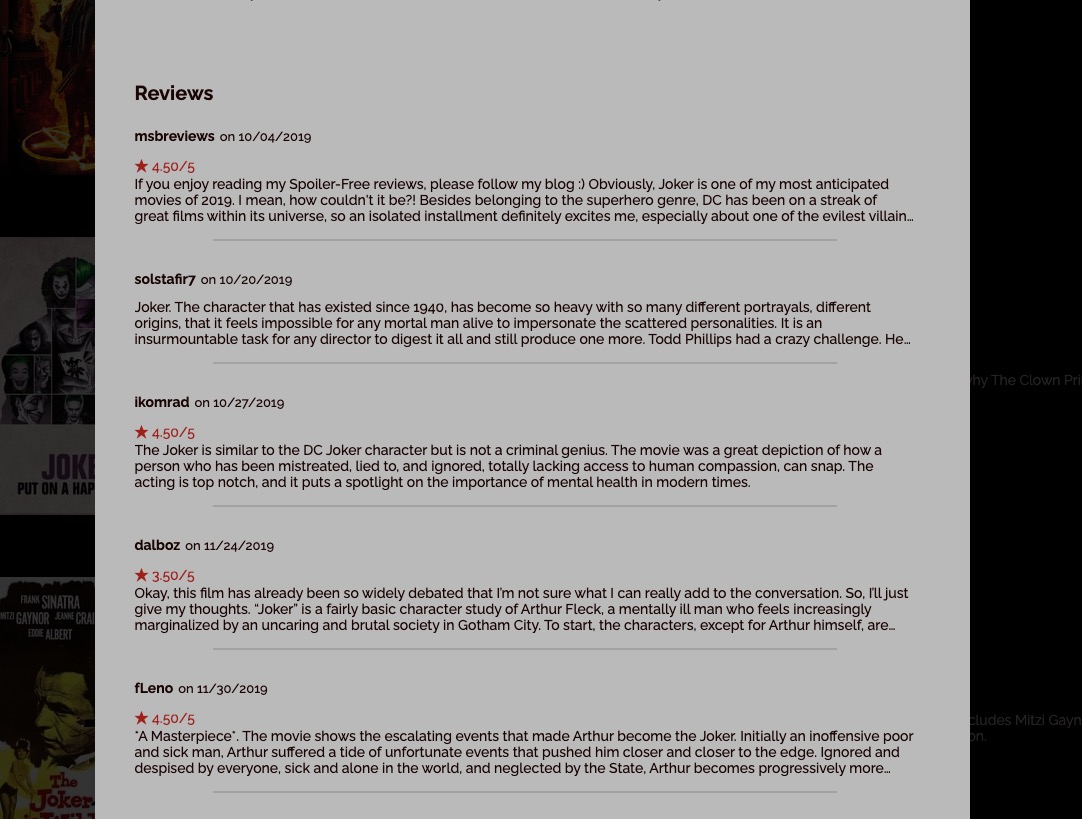 Reviews
msbreviews on 10/04/2019
★ 4.50/5
If you enjoy reading my Spoiler-Free reviews, please follow my blog :) Obviously, Joker is one of my most anticipated
movies of 2019. I mean, how couldn't it be?! Besides belonging to the superhero genre, DC has been on a streak of
great films within its universe, so an isolated installment definitely excites me, especially about one of the evilest villain...
solstafir7 on 10/20/2019
Joker. The character that has existed since 1940, has become so heavy with so many different portrayals, different
origins, that it feels impossible for any mortal man alive to impersonate the scattered personalities. It is an
insurmountable task for any director to digest it all and still produce one more. Todd Phillips had a crazy challenge. He...
ikomrad on 10/27/2019
★ 4.50/5
The Joker is similar to the DC Joker character but is not a criminal genius. The movie was a great depiction of how a
person who has been mistreated, lied to, and ignored, totally lacking access to human compassion, can snap. The
acting is top notch, and it puts a spotlight on the importance of mental health in modern times.
dalboz on 11/24/2019
★ 3.50/5
Okay, this film has already been so widely debated that I'm not sure what I can really add to the conversation. So, I'll just
give my thoughts. “Joker” is a fairly basic character study of Arthur Fleck, a mentally ill man who feels increasingly
marginalized by an uncaring and brutal society in Gotham City. To start, the characters, except for Arthur himself, are...
fLeno on 11/30/2019
★ 4.50/5
"A Masterpiece". The movie shows the escalating events that made Arthur become the Joker. Initially an inoffensive poor
and sick man, Arthur suffered a tide of unfortunate events that pushed him closer and closer to the edge. Ignored and
despised by everyone, sick and alone in the world, and neglected by the State, Arthur becomes progressively more...
JOKE
PUT ON A HAP
FRANK SINATRA
MITZI GAYNOR JEANNE CRAI
EDDIE ALBERT
The
Joker
hy The Clown Pri
cludes Mitzi Gayn
on.